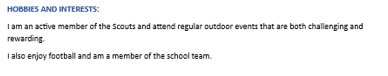 HOBBIES AND INTERESTS:
I am an active member of the Scouts and attend regular outdoor events that are both challenging and
rewarding.
I also enjoy football and am a member of the school team.